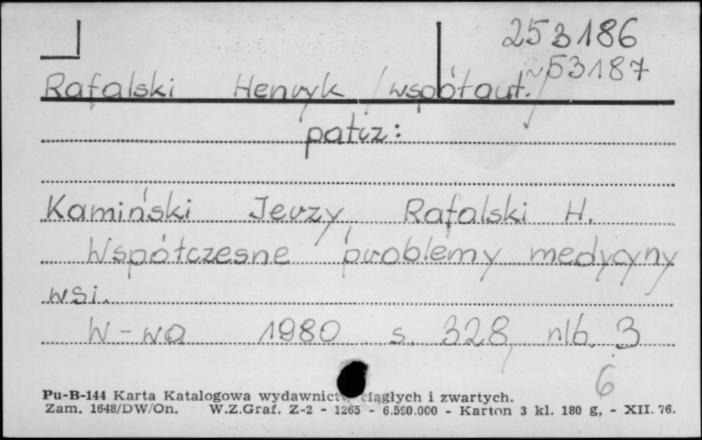 253186
~53187
Rafalski Henryk /współaut./
patrz:
Kamiński Jerzy, Rafalski H.
Współczesne problemy medycyny
wsi.
W-wa 1980 s. 328, nlb. 3
6
Pu-B-144 Karta Katalogowa wydawnictw ciągłych i zwartych.
Zam. 1648/DW/On. W.Z.Graf. Z-2 - 1265 - 6.500.000 - Karton 3 kl. 180 g, - XII. 76.